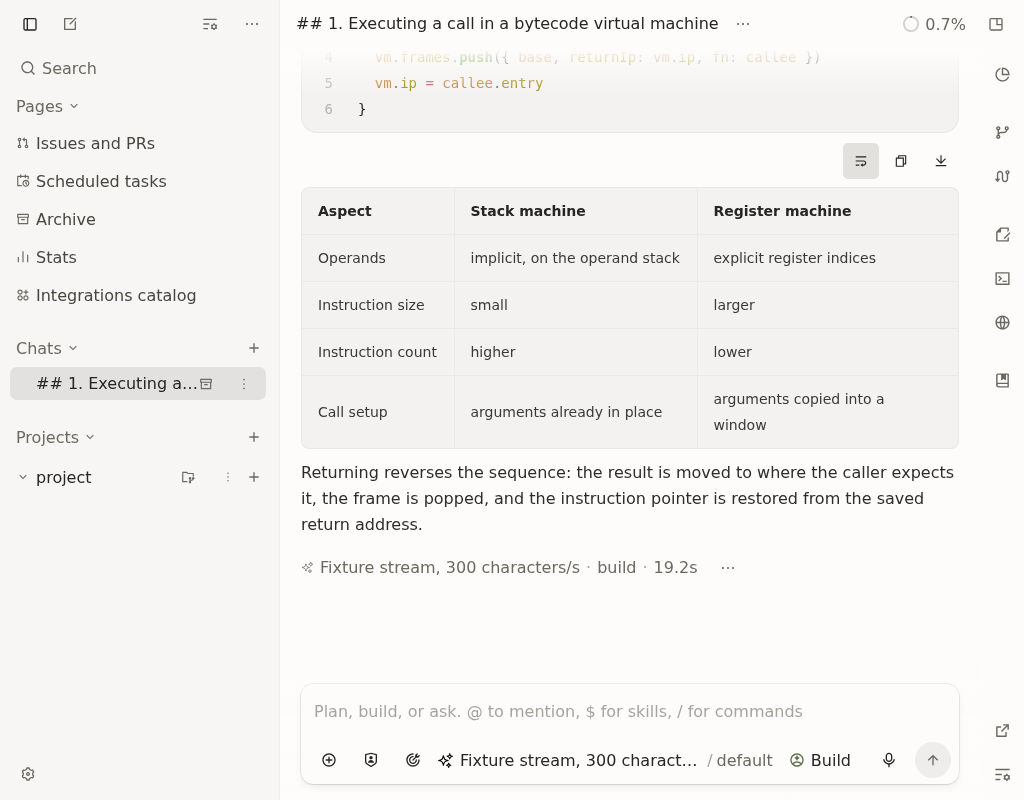 ## 1. Executing a call in a bytecode virtual machine
0.7%
Search
Pages
Issues and PRs
Scheduled tasks
Archive
Stats
Integrations catalog
Chats
## 1. Executing a...
Projects
project
4 vm.frames.push({ base, returnIp: vm.ip, fn: callee })
5 vm.ip = callee.entry
6 }
Aspect Stack machine Register machine
Operands implicit, on the operand stack explicit register indices
Instruction size small larger
Instruction count higher lower
Call setup arguments already in place arguments copied into a
window
Returning reverses the sequence: the result is moved to where the caller expects
it, the frame is popped, and the instruction pointer is restored from the saved
return address.
Fixture stream, 300 characters/s · build · 19.2s
Plan, build, or ask. @ to mention, $ for skills, / for commands
Fixture stream, 300 charact... / default Build